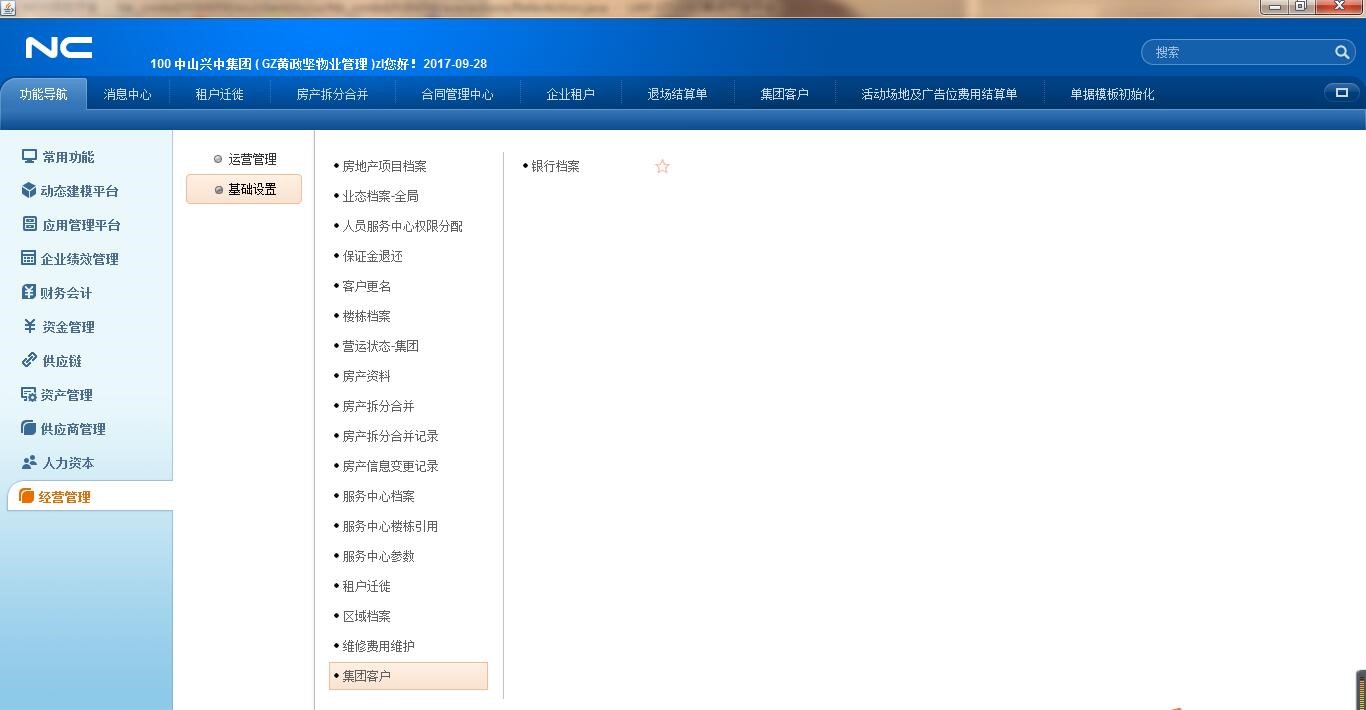 NC
100 中山兴中集团 ( GZ黄政坚物业管理 )zl您好！2017-09-28
搜索
功能导航 消息中心 租户迁徙 房产拆分合并 合同管理中心 企业租户 退场结算单 集团客户 活动场地及广告位费用结算单 单据模板初始化
常用功能
动态建模平台
应用管理平台
企业绩效管理
财务会计
资金管理
供应链
资产管理
供应商管理
人力资本
经营管理
运营管理
基础设置
房地产项目档案
业态档案-全局
人员服务中心权限分配
保证金退还
客户更名
楼栋档案
营运状态-集团
房产资料
房产拆分合并
房产拆分合并记录
房产信息变更记录
服务中心档案
服务中心楼栋引用
服务中心参数
租户迁徙
区域档案
维修费用维护
集团客户
银行档案